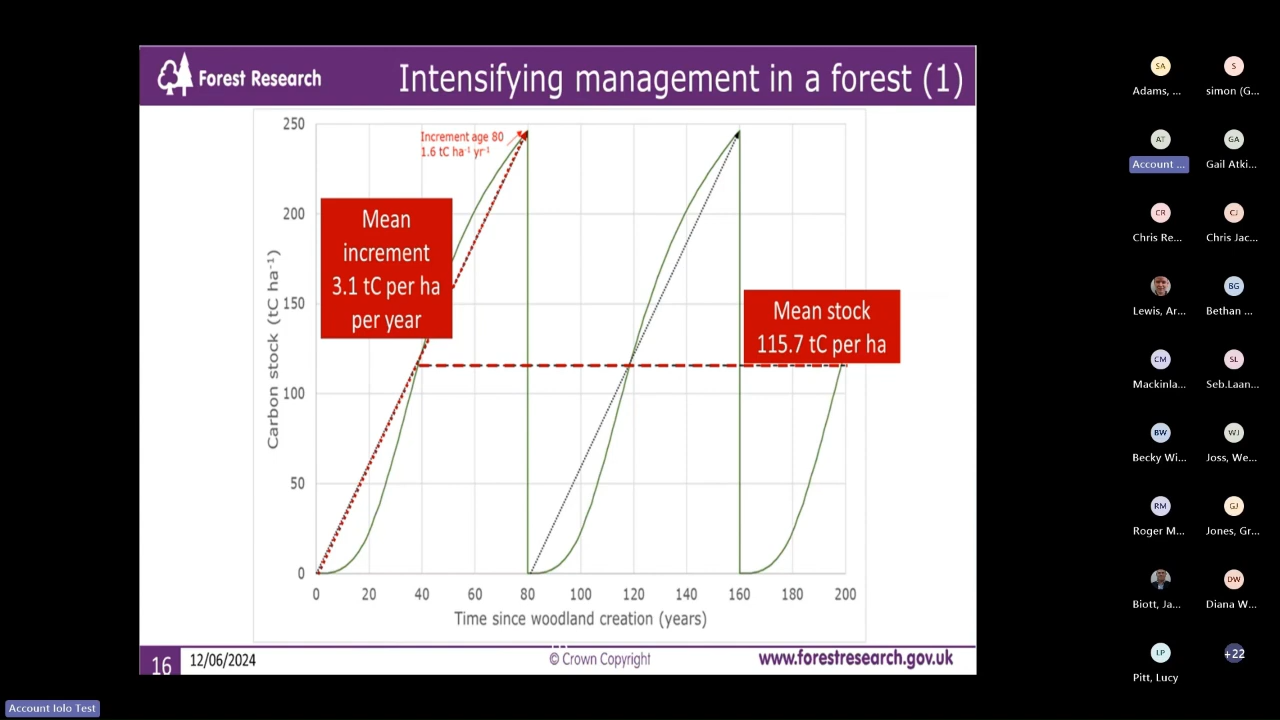 Forest Research
Intensifying management in a forest (1)
250
200
150
100
50
0
Carbon stock (tC ha⁻¹)
Increment age 80
1.6 tC ha⁻¹ yr⁻¹
Mean
increment
3.1 tC per ha
per year
Mean stock
115.7 tC per ha
0 20 40 60 80 100 120 140 160 180 200
Time since woodland creation (years)
16
12/06/2024
© Crown Copyright
www.forestresearch.gov.uk
SA
S
Adams, ...
simon (G...
AT
GA
Account ...
Gail Atki...
CR
CJ
Chris Re...
Chris Jac...
BG
Lewis, Ar...
Bethan ...
CM
SL
Mackinla...
Seb.Laan...
BW
WJ
Becky Wi...
Joss, We...
RM
GJ
Roger M...
Jones, Gr...
DW
Biott, Ja...
Diana W...
LP
+22
Pitt, Lucy
Account Iolo Test